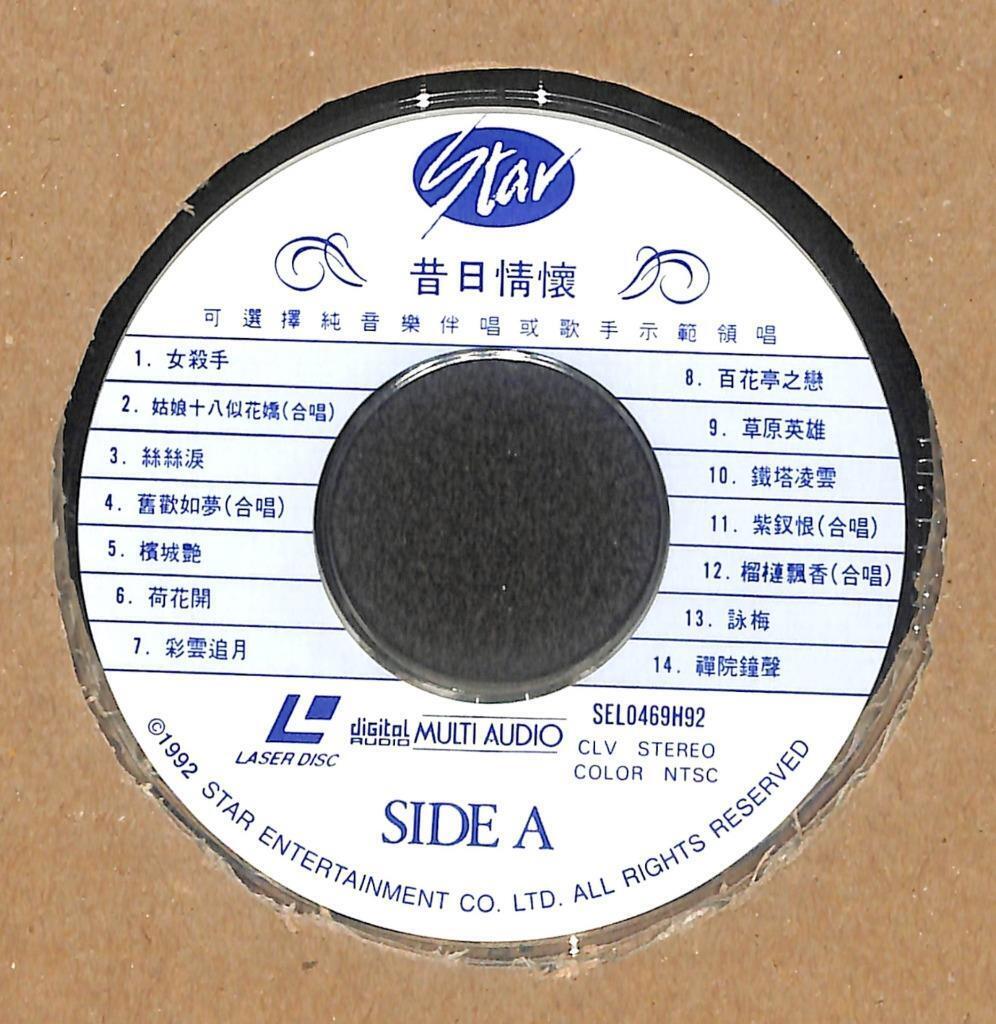 Star
昔日情懷
可選擇純音樂伴唱或歌手示範領唱
1. 女殺手
2. 姑娘十八似花嬌(合唱)
3. 絲絲淚
4. 舊歡如夢(合唱)
5. 檳城艷
6. 荷花開
7. 彩雲追月
8. 百花亭之戀
9. 草原英雄
10. 鐵塔凌雲
11. 紫釵恨(合唱)
12. 榴槤飄香(合唱)
13. 詠梅
14. 禪院鐘聲
LASER DISC
digital AUDIO
MULTI AUDIO
SEL0469H92
CLV STEREO
COLOR NTSC
SIDE A
©1992 STAR ENTERTAINMENT CO. LTD. ALL RIGHTS RESERVED